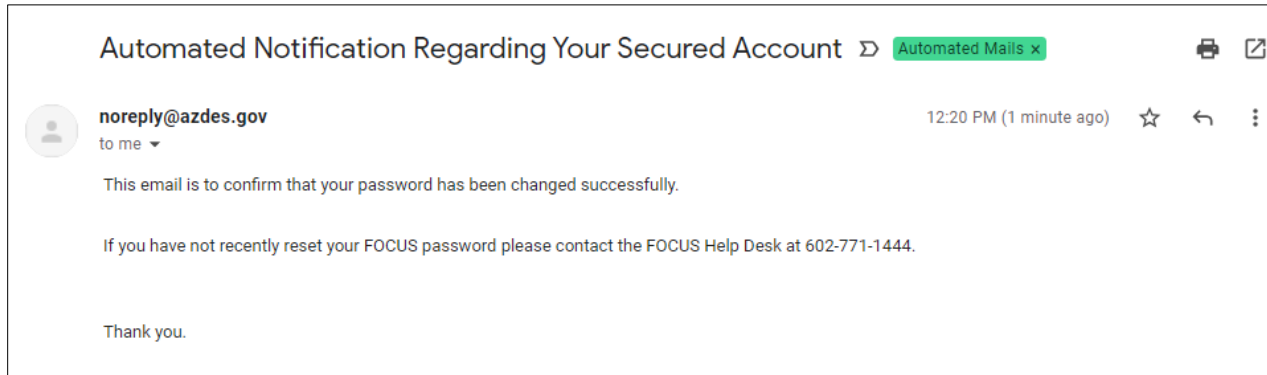 Automated Notification Regarding Your Secured Account Automated Mails x
noreply@azdes.gov 12:20 PM (1 minute ago)
to me
This email is to confirm that your password has been changed successfully.
If you have not recently reset your FOCUS password please contact the FOCUS Help Desk at 602-771-1444.
Thank you.